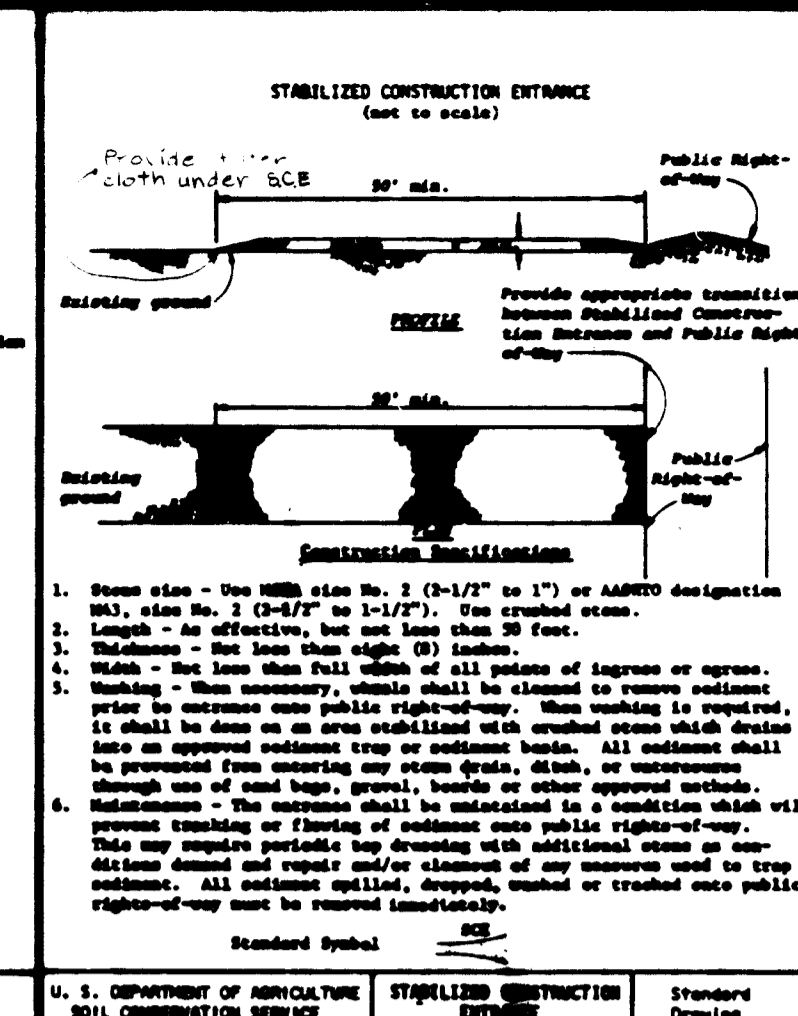 STABILIZED CONSTRUCTION ENTRANCE
(not to scale)
Provide
cloth under S.C.E
50' min.
Public Right-
of-Way
Existing ground
PROFILE
Provide appropriate transition
between Stabilized Construc-
tion Entrance and Public Right
of-Way
50' min.
Existing
ground
Public
Right-of-
Way
Construction Specifications
1. Stone size - Use size No. 2 (2-1/2" to 1") or AASHTO designation
M43, size No. 2 (2-1/2" to 1-1/2"). Use crushed stone.
2. Length - As effective, but not less than 50 feet.
3. Thickness - Not less than eight (8) inches.
4. Width - Not less than full width of all points of ingress or egress.
5. Washing - When necessary, wheels shall be cleaned to remove sediment
prior to entrance onto public right-of-way. When washing is required,
it shall be done on an area stabilized with crushed stone which drains
into an approved sediment trap or sediment basin. All sediment shall
be prevented from entering any storm drain, ditch, or watercourse
through use of sand bags, gravel, boards or other approved methods.
6. Maintenance - The entrance shall be maintained in a condition which wil
prevent tracking or flowing of sediment onto public rights-of-way.
This may require periodic top dressing with additional stone as con-
ditions demand and repair and/or cleanout of any measures used to trap
sediment. All sediment spilled, dropped, washed or tracked onto public
rights-of-way must be removed immediately.
Standard Symbol
SCE
U. S. DEPARTMENT OF AGRICULTURE
SOIL CONSERVATION SERVICE
STABILIZED CONSTRUCTION
ENTRANCE
Standard
Drawing